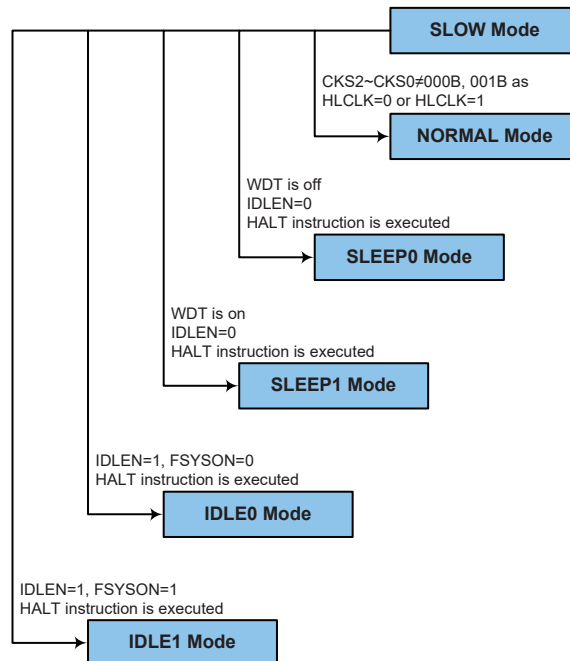 SLOW Mode
CKS2~CKS0≠000B, 001B as
HLCLK=0 or HLCLK=1
NORMAL Mode
WDT is off
IDLEN=0
HALT instruction is executed
SLEEP0 Mode
WDT is on
IDLEN=0
HALT instruction is executed
SLEEP1 Mode
IDLEN=1, FSYSON=0
HALT instruction is executed
IDLE0 Mode
IDLEN=1, FSYSON=1
HALT instruction is executed
IDLE1 Mode